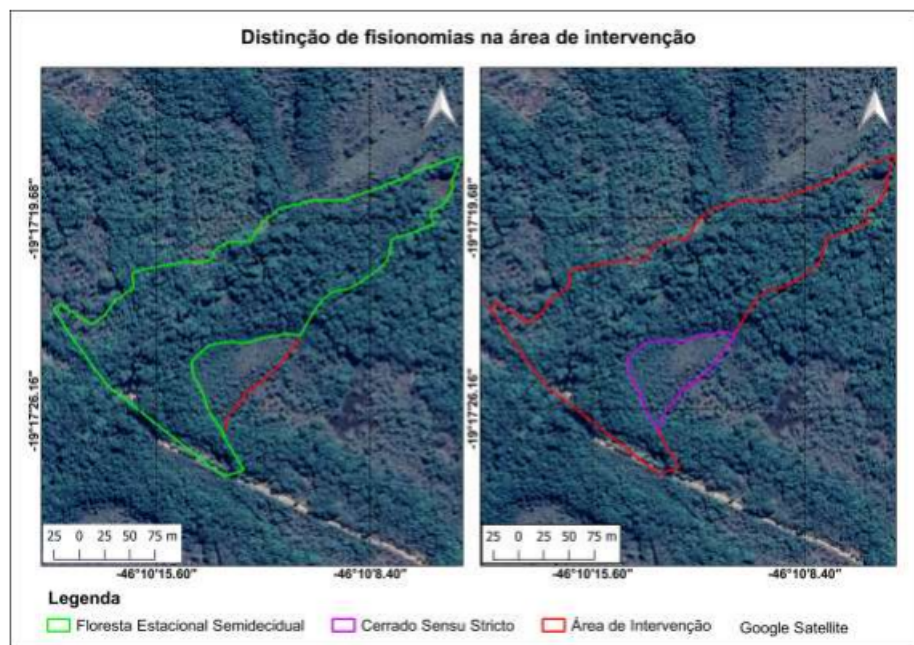 Distinção de fisionomias na área de intervenção
-19°17'19.68"
-19°17'26.16"
25 0 25 50 75 m
-46°10'15.60"
-46°10'8.40"
-19°17'19.68"
-19°17'26.16"
25 0 25 50 75 m
-46°10'15.60"
-46°10'8.40"
Legenda
Floresta Estacional Semidecidual
Cerrado Sensu Stricto
Área de Intervenção
Google Satellite